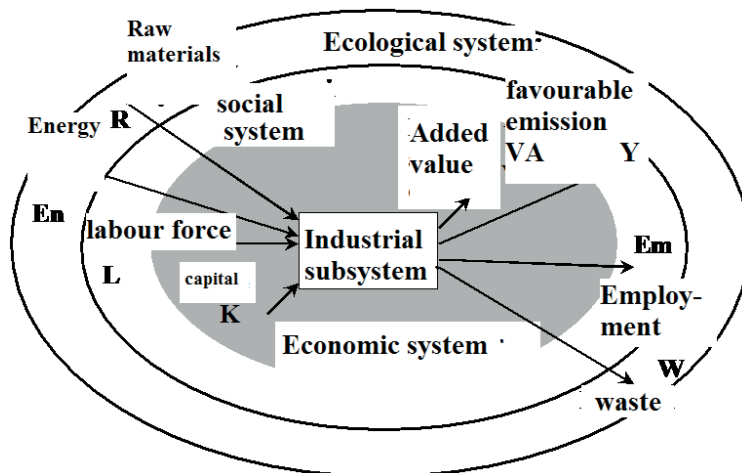 Raw
materials
Ecological system
social
system
favourable
emission
Energy R
Added
value
VA Y
En
labour force
Industrial
subsystem
Em
L
capital
K
Employ-
ment
Economic system
W
waste